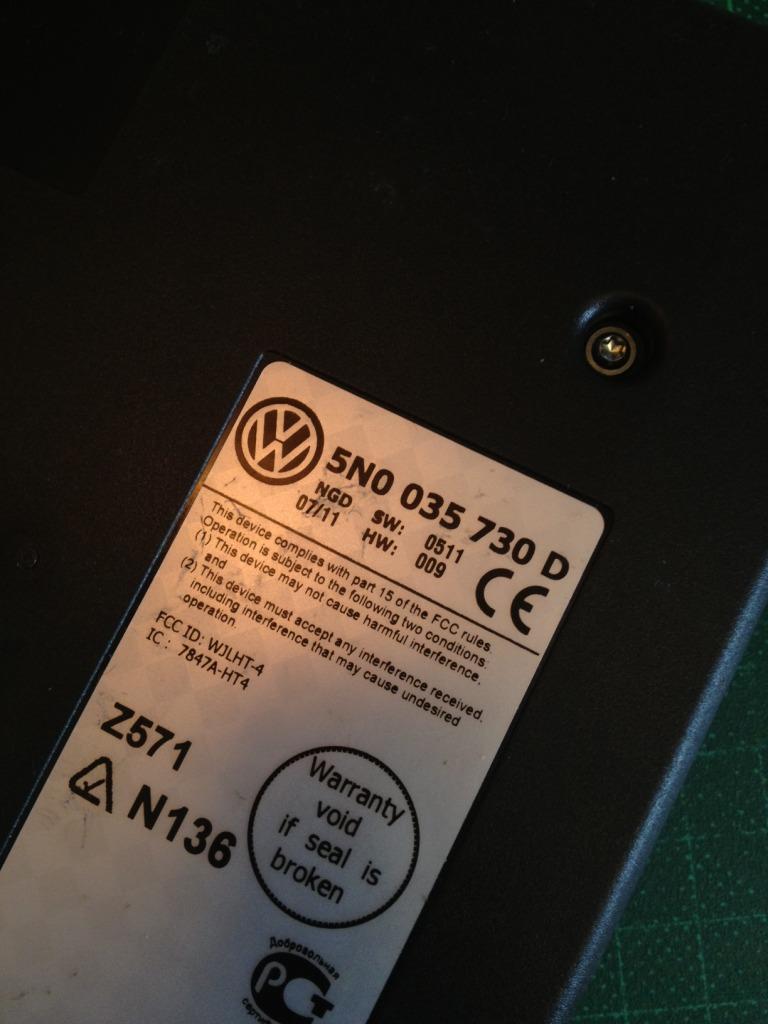 5N0 035 730 D
NGD SW: 0511
07/11 HW: 009
CE
This device complies with part 15 of the FCC rules.
Operation is subject to the following two conditions:
(1) This device may not cause harmful interference,
and
(2) This device must accept any interference received,
including interference that may cause undesired
operation.
FCC ID: WJLHT-4
IC : 7847A-HT4
Z571
N136
Warranty
void
if seal is
broken
Добровольная
РСТ